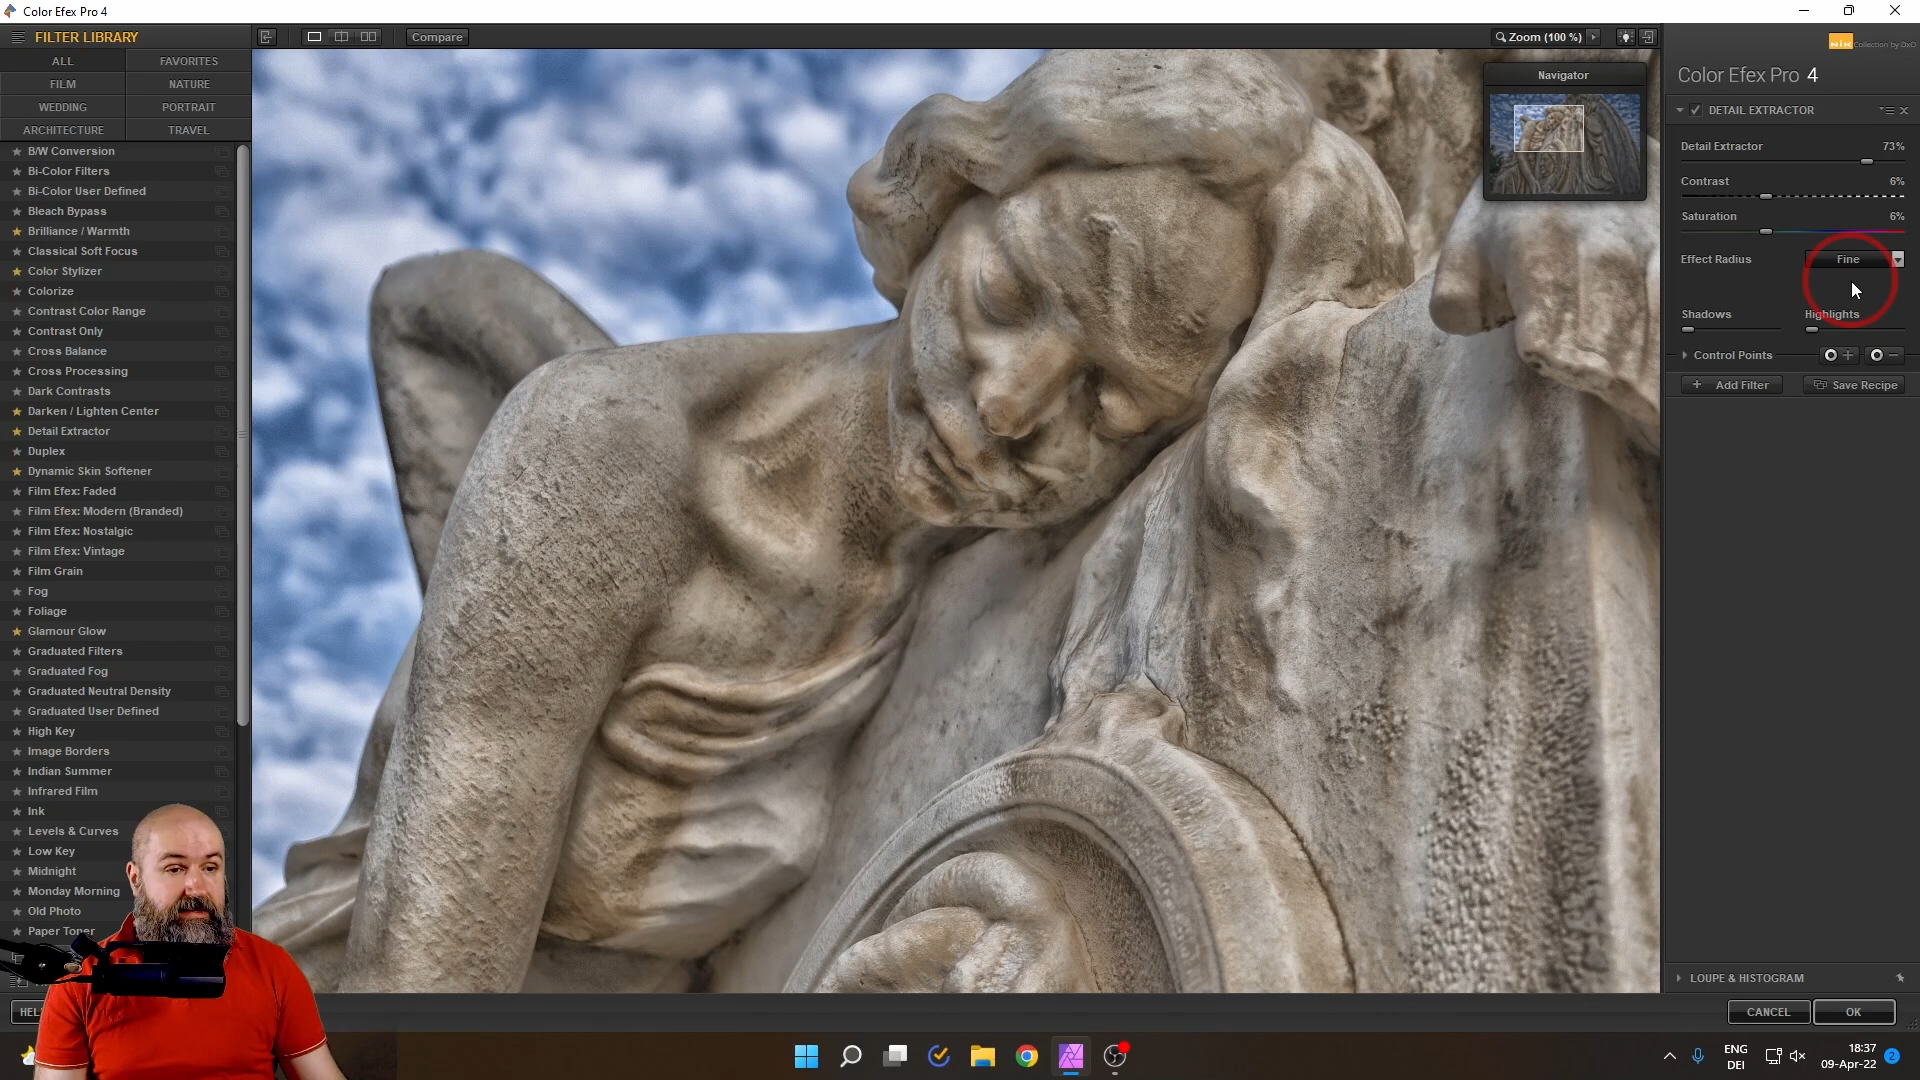 Color Efex Pro 4
FILTER LIBRARY
Compare
Zoom (100 %)
ALL
FAVORITES
FILM
NATURE
WEDDING
PORTRAIT
ARCHITECTURE
TRAVEL
B/W Conversion
Bi-Color Filters
Bi-Color User Defined
Bleach Bypass
Brilliance / Warmth
Classical Soft Focus
Color Stylizer
Colorize
Contrast Color Range
Contrast Only
Cross Balance
Cross Processing
Dark Contrasts
Darken / Lighten Center
Detail Extractor
Duplex
Dynamic Skin Softener
Film Efex: Faded
Film Efex: Modern (Branded)
Film Efex: Nostalgic
Film Efex: Vintage
Film Grain
Fog
Foliage
Glamour Glow
Graduated Filters
Graduated Fog
Graduated Neutral Density
Graduated User Defined
High Key
Image Borders
Indian Summer
Infrared Film
Ink
Levels & Curves
Low Key
Midnight
Monday Morning
Old Photo
Paper Toner
Navigator
Nik Collection by DxO
Color Efex Pro 4
DETAIL EXTRACTOR
Detail Extractor 73%
Contrast 6%
Saturation 6%
Effect Radius Fine
Shadows Highlights
Control Points
Add Filter
Save Recipe
LOUPE & HISTOGRAM
CANCEL
OK
ENG
DEI
18:37
09-Apr-22
2